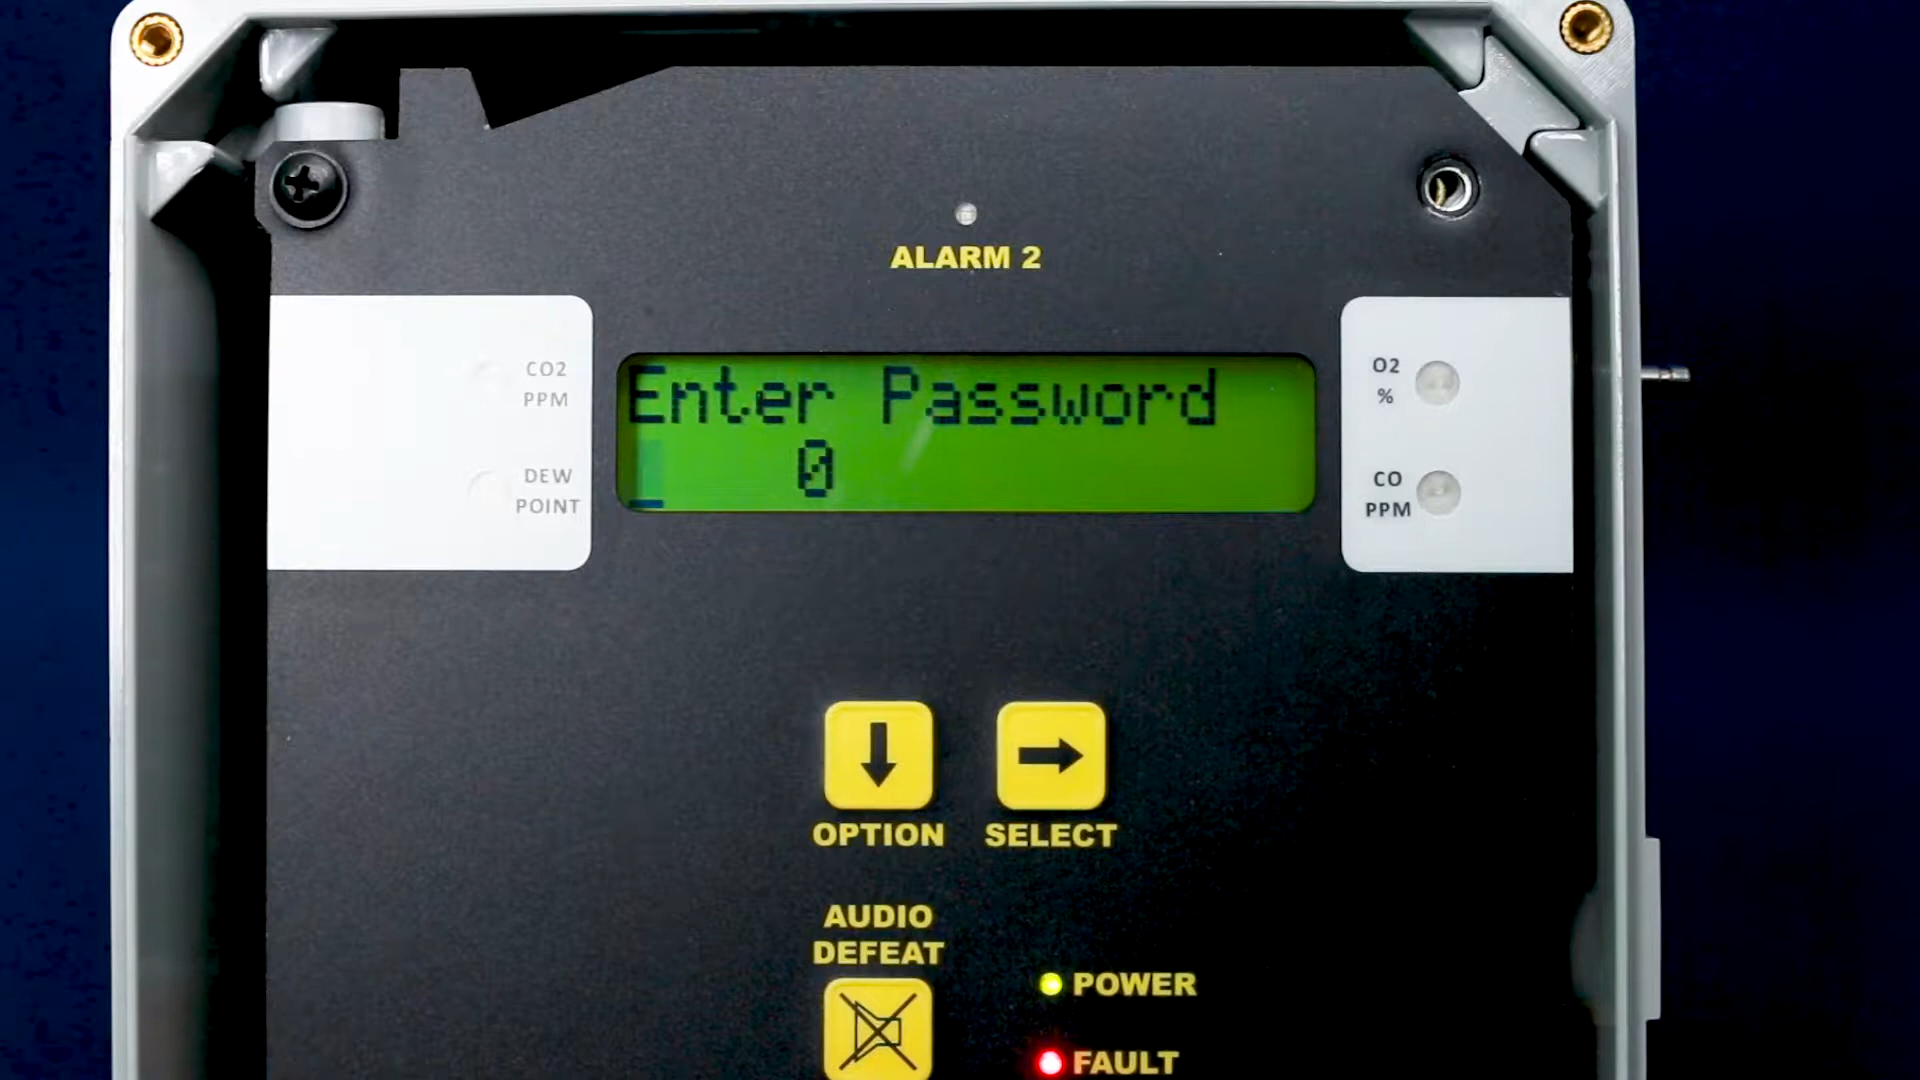 ALARM 2
CO2
PPM
DEW
POINT
Enter Password
0
O2
%
CO
PPM
OPTION
SELECT
AUDIO
DEFEAT
POWER
FAULT